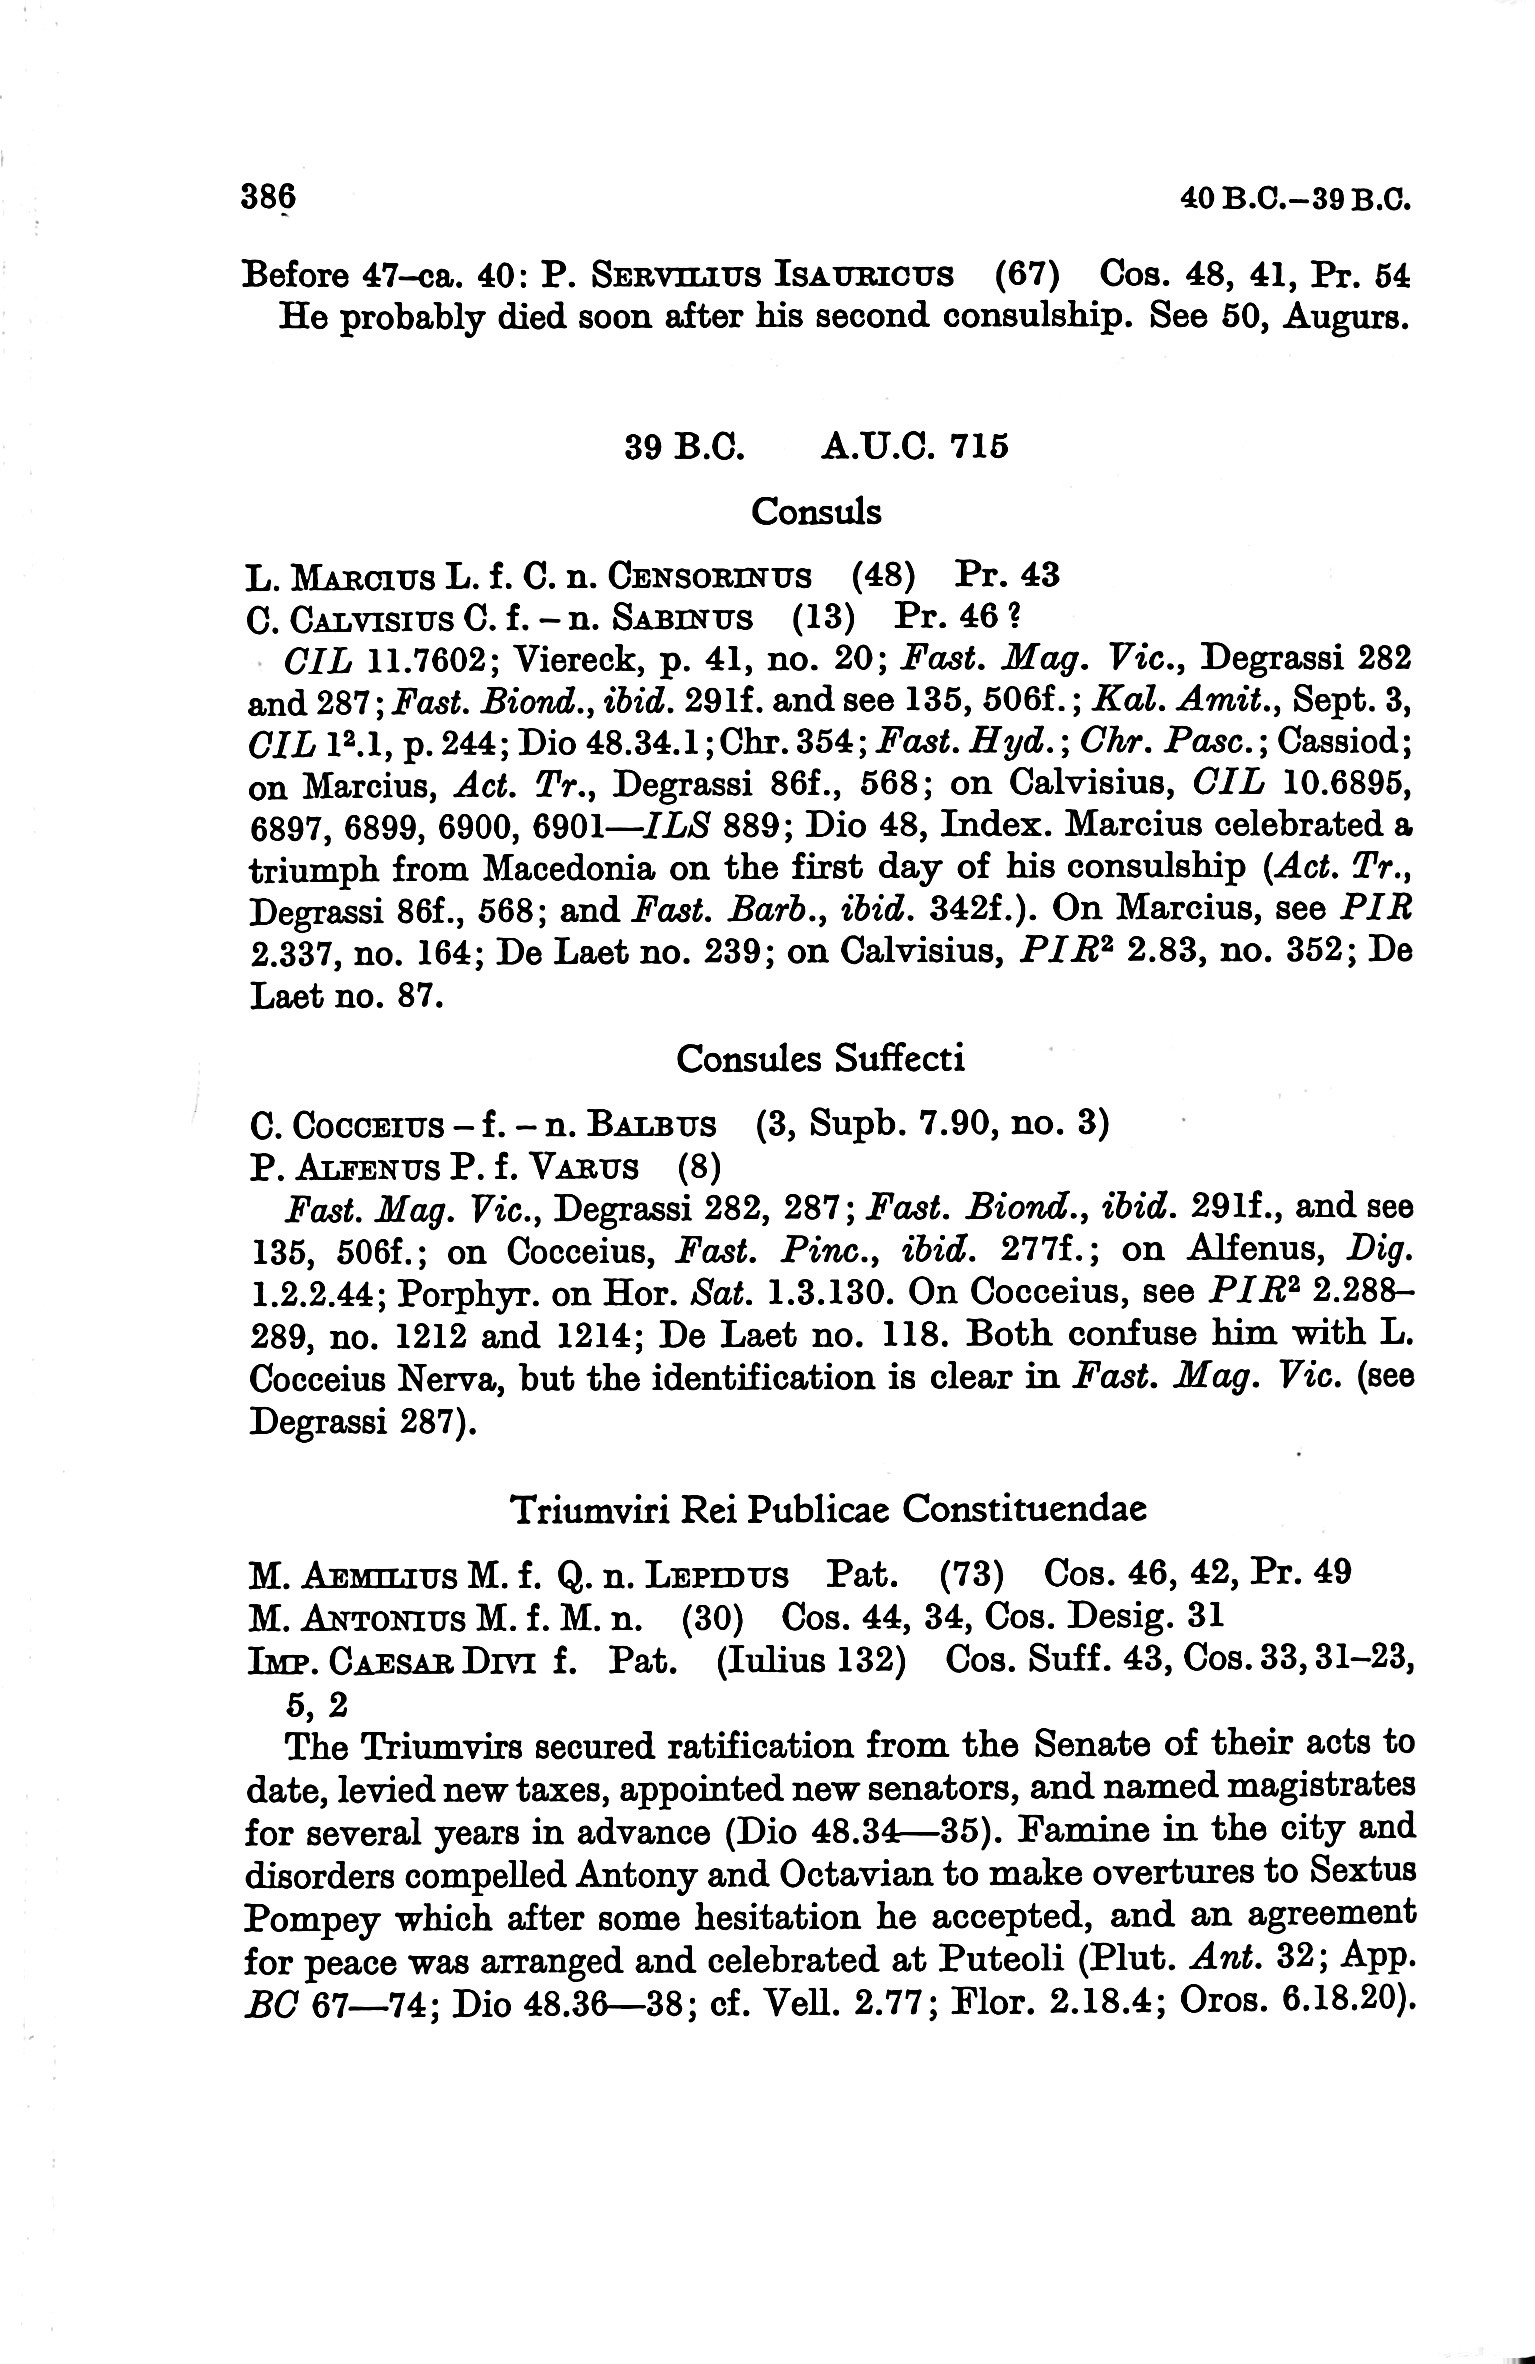 386 40 B.C.–39 B.C.
Before 47–ca. 40: P. SERVILIUS ISAURICUS (67) Cos. 48, 41, Pr. 54
He probably died soon after his second consulship. See 50, Augurs.
39 B.C. A.U.C. 715
Consuls
L. MARCIUS L. f. C. n. CENSORINUS (48) Pr. 43
C. CALVISIUS C. f. – n. SABINUS (13) Pr. 46?
CIL 11.7602; Viereck, p. 41, no. 20; Fast. Mag. Vic., Degrassi 282
and 287; Fast. Biond., ibid. 291f. and see 135, 506f.; Kal. Amit., Sept. 3,
CIL 1².1, p. 244; Dio 48.34.1; Chr. 354; Fast. Hyd.; Chr. Pasc.; Cassiod;
on Marcius, Act. Tr., Degrassi 86f., 568; on Calvisius, CIL 10.6895,
6897, 6899, 6900, 6901—ILS 889; Dio 48, Index. Marcius celebrated a
triumph from Macedonia on the first day of his consulship (Act. Tr.,
Degrassi 86f., 568; and Fast. Barb., ibid. 342f.). On Marcius, see PIR
2.337, no. 164; De Laet no. 239; on Calvisius, PIR² 2.83, no. 352; De
Laet no. 87.
Consules Suffecti
C. COCCEIUS – f. – n. BALBUS (3, Supb. 7.90, no. 3)
P. ALFENUS P. f. VARUS (8)
Fast. Mag. Vic., Degrassi 282, 287; Fast. Biond., ibid. 291f., and see
135, 506f.; on Cocceius, Fast. Pinc., ibid. 277f.; on Alfenus, Dig.
1.2.2.44; Porphyr. on Hor. Sat. 1.3.130. On Cocceius, see PIR² 2.288–
289, no. 1212 and 1214; De Laet no. 118. Both confuse him with L.
Cocceius Nerva, but the identification is clear in Fast. Mag. Vic. (see
Degrassi 287).
Triumviri Rei Publicae Constituendae
M. AEMILIUS M. f. Q. n. LEPIDUS Pat. (73) Cos. 46, 42, Pr. 49
M. ANTONIUS M. f. M. n. (30) Cos. 44, 34, Cos. Desig. 31
IMP. CAESAR DIVI f. Pat. (Iulius 132) Cos. Suff. 43, Cos. 33, 31–23,
5, 2
The Triumvirs secured ratification from the Senate of their acts to
date, levied new taxes, appointed new senators, and named magistrates
for several years in advance (Dio 48.34—35). Famine in the city and
disorders compelled Antony and Octavian to make overtures to Sextus
Pompey which after some hesitation he accepted, and an agreement
for peace was arranged and celebrated at Puteoli (Plut. Ant. 32; App.
BC 67—74; Dio 48.36—38; cf. Vell. 2.77; Flor. 2.18.4; Oros. 6.18.20).